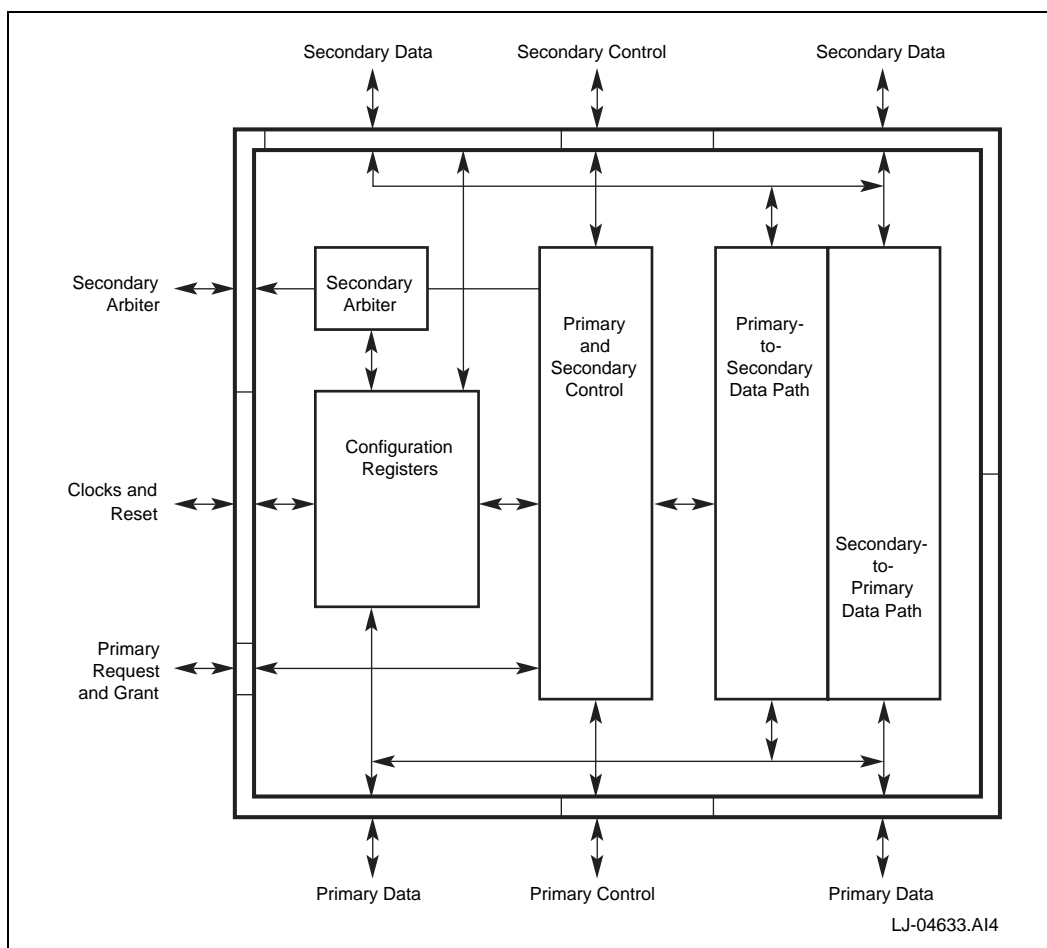 Secondary Data
Secondary Control
Secondary Data
Secondary
Arbiter
Secondary
Arbiter
Primary
and
Secondary
Control
Primary-
to-
Secondary
Data Path
Configuration
Registers
Clocks and
Reset
Secondary-
to-
Primary
Data Path
Primary
Request
and Grant
Primary Data
Primary Control
Primary Data
LJ-04633.AI4